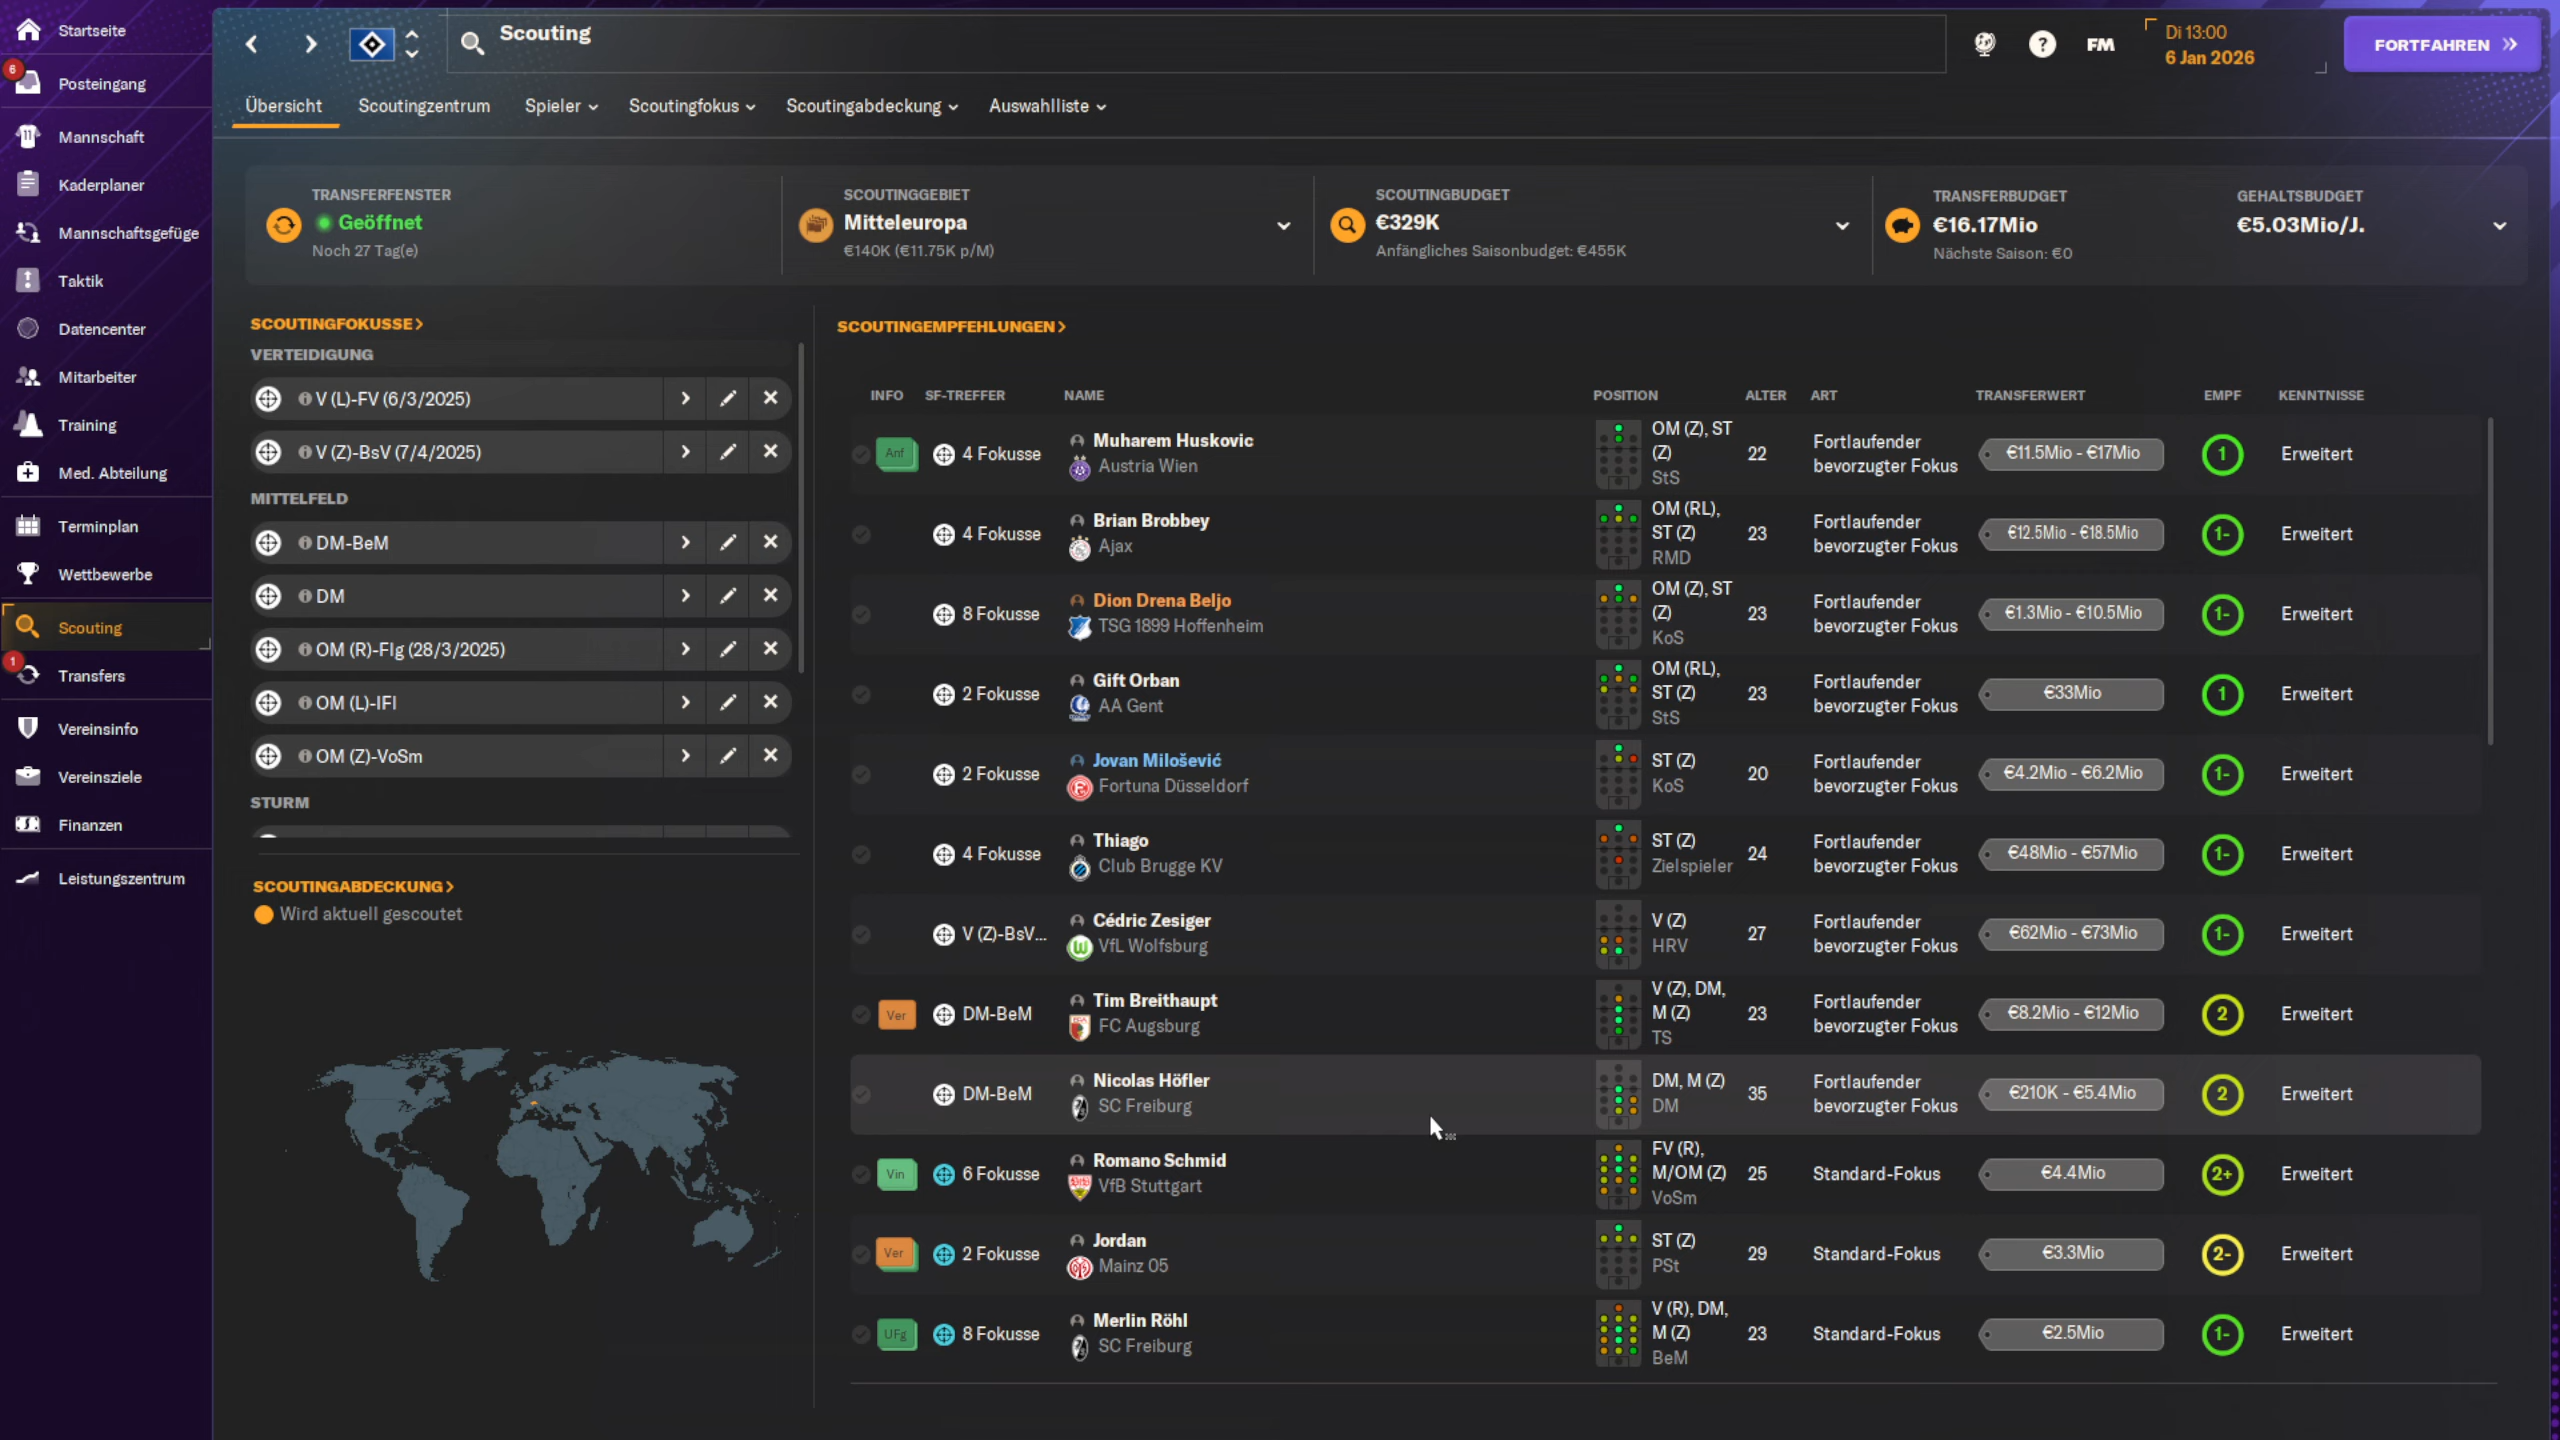 Startseite
6
Posteingang
Mannschaft
Kaderplaner
Mannschaftsgefüge
Taktik
Datencenter
Mitarbeiter
Training
Med. Abteilung
Terminplan
Wettbewerbe
Scouting
1
Transfers
Vereinsinfo
Vereinsziele
Finanzen
Leistungszentrum
Scouting
FM
Di 13:00
6 Jan 2026
FORTFAHREN
Übersicht Scoutingzentrum Spieler Scoutingfokus Scoutingabdeckung Auswahlliste
TRANSFERFENSTER
Geöffnet
Noch 27 Tag(e)
SCOUTINGGEBIET
Mitteleuropa
€140K (€11.75K p/M)
SCOUTINGBUDGET
€329K
Anfängliches Saisonbudget: €455K
TRANSFERBUDGET
€16.17Mio
Nächste Saison: €0
GEHALTSBUDGET
€5.03Mio/J.
SCOUTINGFOKUSSE
VERTEIDIGUNG
V (L)-FV (6/3/2025)
V (Z)-BsV (7/4/2025)
MITTELFELD
DM-BeM
DM
OM (R)-Flg (28/3/2025)
OM (L)-IFl
OM (Z)-VoSm
STURM
SCOUTINGABDECKUNG
Wird aktuell gescoutet
SCOUTINGEMPFEHLUNGEN
INFO SF-TREFFER NAME POSITION ALTER ART TRANSFERWERT EMPF KENNTNISSE
Anf 4 Fokusse Muharem Huskovic Austria Wien OM (Z), ST (Z) StS 22 Fortlaufender bevorzugter Fokus €11.5Mio - €17Mio 1 Erweitert
4 Fokusse Brian Brobbey Ajax OM (RL), ST (Z) RMD 23 Fortlaufender bevorzugter Fokus €12.5Mio - €18.5Mio 1- Erweitert
8 Fokusse Dion Drena Beljo TSG 1899 Hoffenheim OM (Z), ST (Z) KoS 23 Fortlaufender bevorzugter Fokus €1.3Mio - €10.5Mio 1- Erweitert
2 Fokusse Gift Orban AA Gent OM (RL), ST (Z) StS 23 Fortlaufender bevorzugter Fokus €33Mio 1 Erweitert
2 Fokusse Jovan Milošević Fortuna Düsseldorf ST (Z) KoS 20 Fortlaufender bevorzugter Fokus €4.2Mio - €6.2Mio 1- Erweitert
4 Fokusse Thiago Club Brugge KV ST (Z) Zielspieler 24 Fortlaufender bevorzugter Fokus €48Mio - €57Mio 1- Erweitert
V (Z)-BsV... Cédric Zesiger VfL Wolfsburg V (Z) HRV 27 Fortlaufender bevorzugter Fokus €62Mio - €73Mio 1- Erweitert
Ver DM-BeM Tim Breithaupt FC Augsburg V (Z), DM, M (Z) TS 23 Fortlaufender bevorzugter Fokus €8.2Mio - €12Mio 2 Erweitert
DM-BeM Nicolas Höfler SC Freiburg DM, M (Z) DM 35 Fortlaufender bevorzugter Fokus €210K - €5.4Mio 2 Erweitert
Vin 6 Fokusse Romano Schmid VfB Stuttgart FV (R), M/OM (Z) VoSm 25 Standard-Fokus €4.4Mio 2+ Erweitert
Ver 2 Fokusse Jordan Mainz 05 ST (Z) PSt 29 Standard-Fokus €3.3Mio 2- Erweitert
UFg 8 Fokusse Merlin Röhl SC Freiburg V (R), DM, M (Z) BeM 23 Standard-Fokus €2.5Mio 1- Erweitert